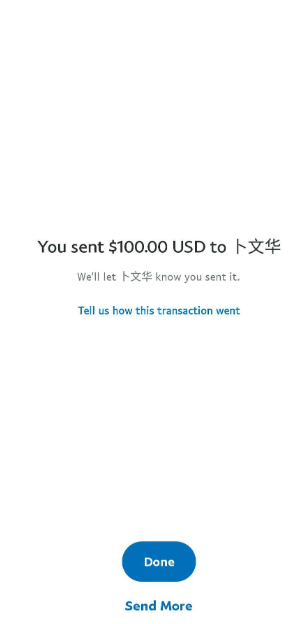 You sent $100.00 USD to 卜文华
We'll let 卜文华 know you sent it.
Tell us how this transaction went
Done
Send More